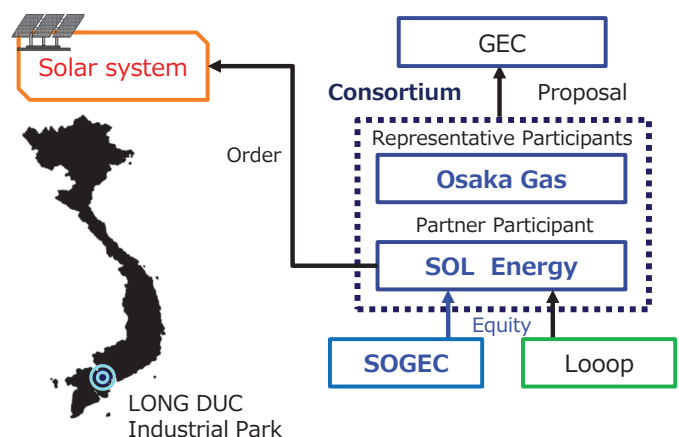 GEC
Solar system
Consortium
Proposal
Representative Participants
Order
Osaka Gas
Partner Participant
SOL Energy
Equity
SOGEC
Looop
LONG DUC
Industrial Park